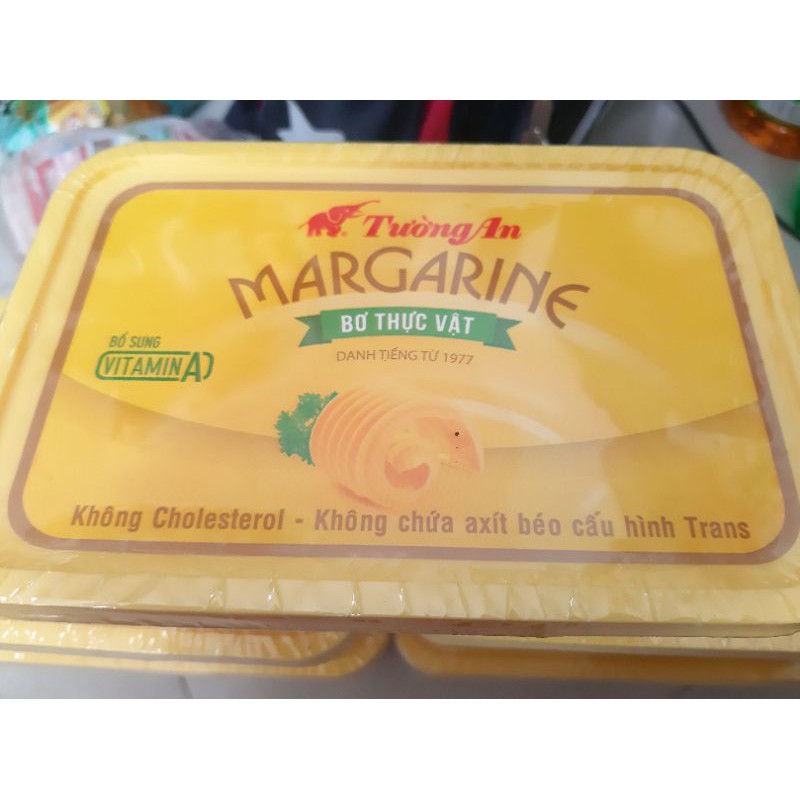 Tường An
MARGARINE
BƠ THỰC VẬT
DANH TIẾNG TỪ 1977
BỔ SUNG
VITAMIN A
Không Cholesterol - Không chứa axít béo cấu hình Trans